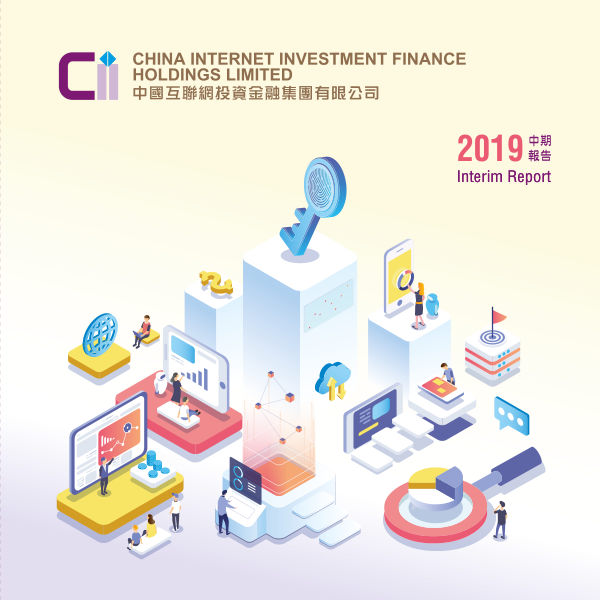 CHINA INTERNET INVESTMENT FINANCE
HOLDINGS LIMITED
中國互聯網投資金融集團有限公司
2019 中期
報告
Interim Report